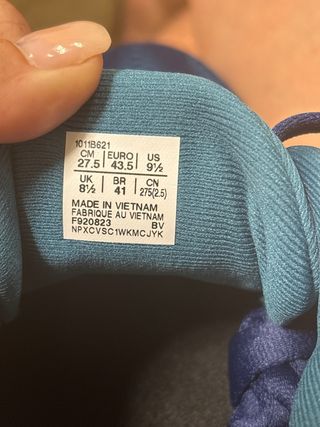 1011B621
CM EURO US
27.5 43.5 9½
UK BR CN
8½ 41 275(2.5)
MADE IN VIETNAM
FABRIQUE AU VIETNAM
F920823 BV
NPXCVSC1WKMCJYK